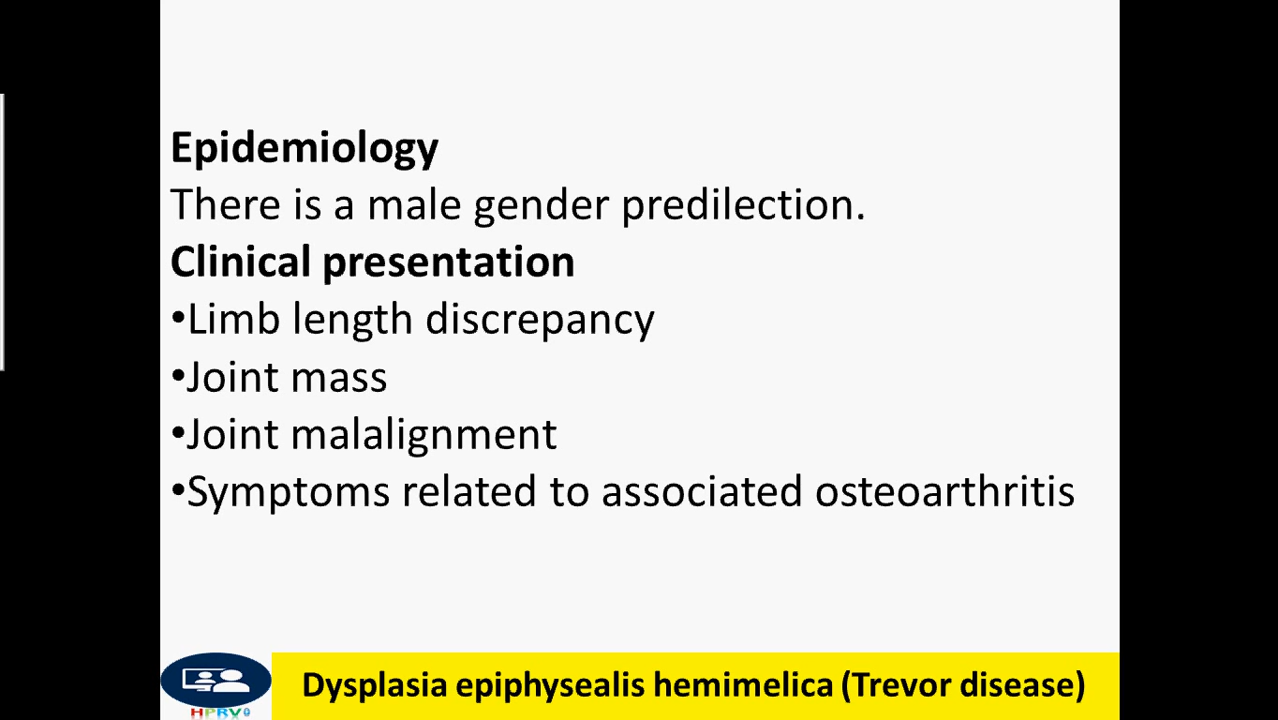 Epidemiology
There is a male gender predilection.
Clinical presentation
•Limb length discrepancy
•Joint mass
•Joint malalignment
•Symptoms related to associated osteoarthritis
Dysplasia epiphysealis hemimelica (Trevor disease)